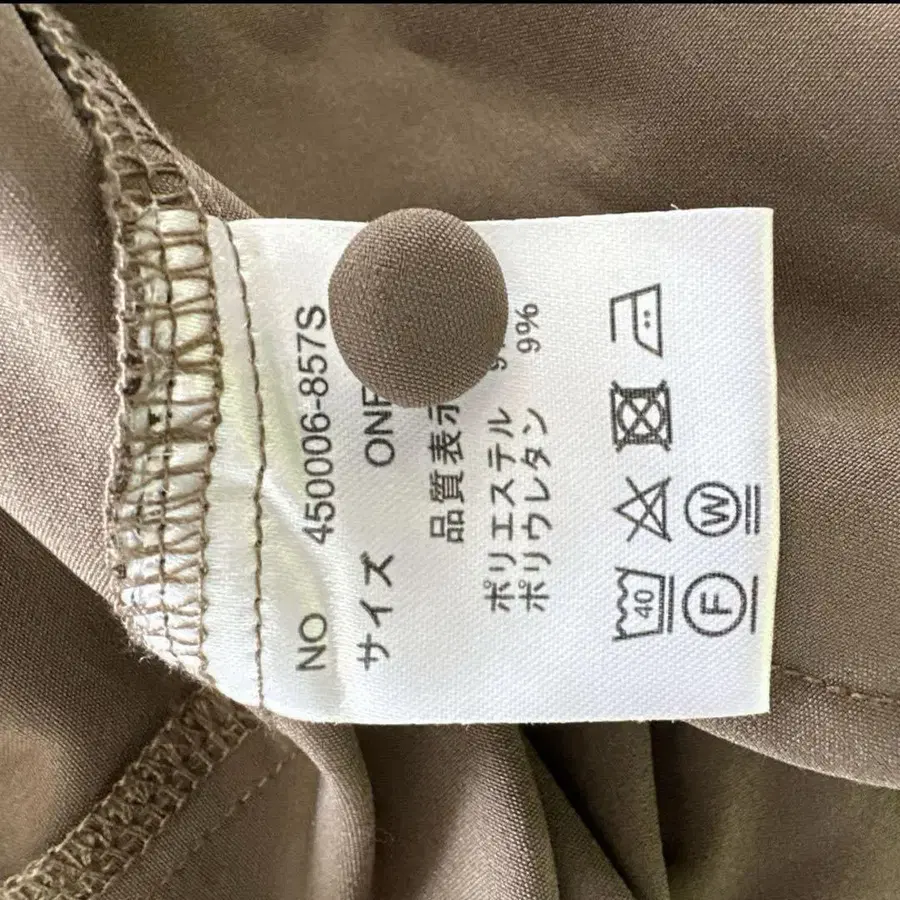 NO 450006-857S
サイズ
品質表示
ポリエステル
ポリウレタン 9%
40
F W